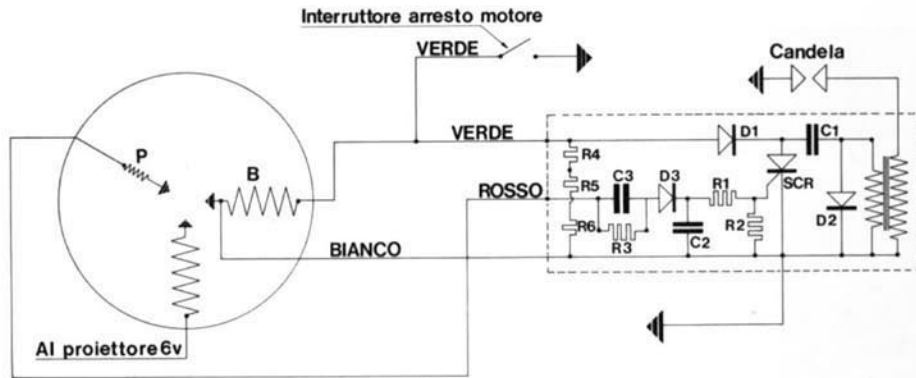 Interruttore arresto motore
VERDE
Candela
VERDE
D1
C1
P
R4
B
C3
D3
R5
R1
SCR
ROSSO
D2
R6
R3
C2
R2
BIANCO
Al proiettore 6v